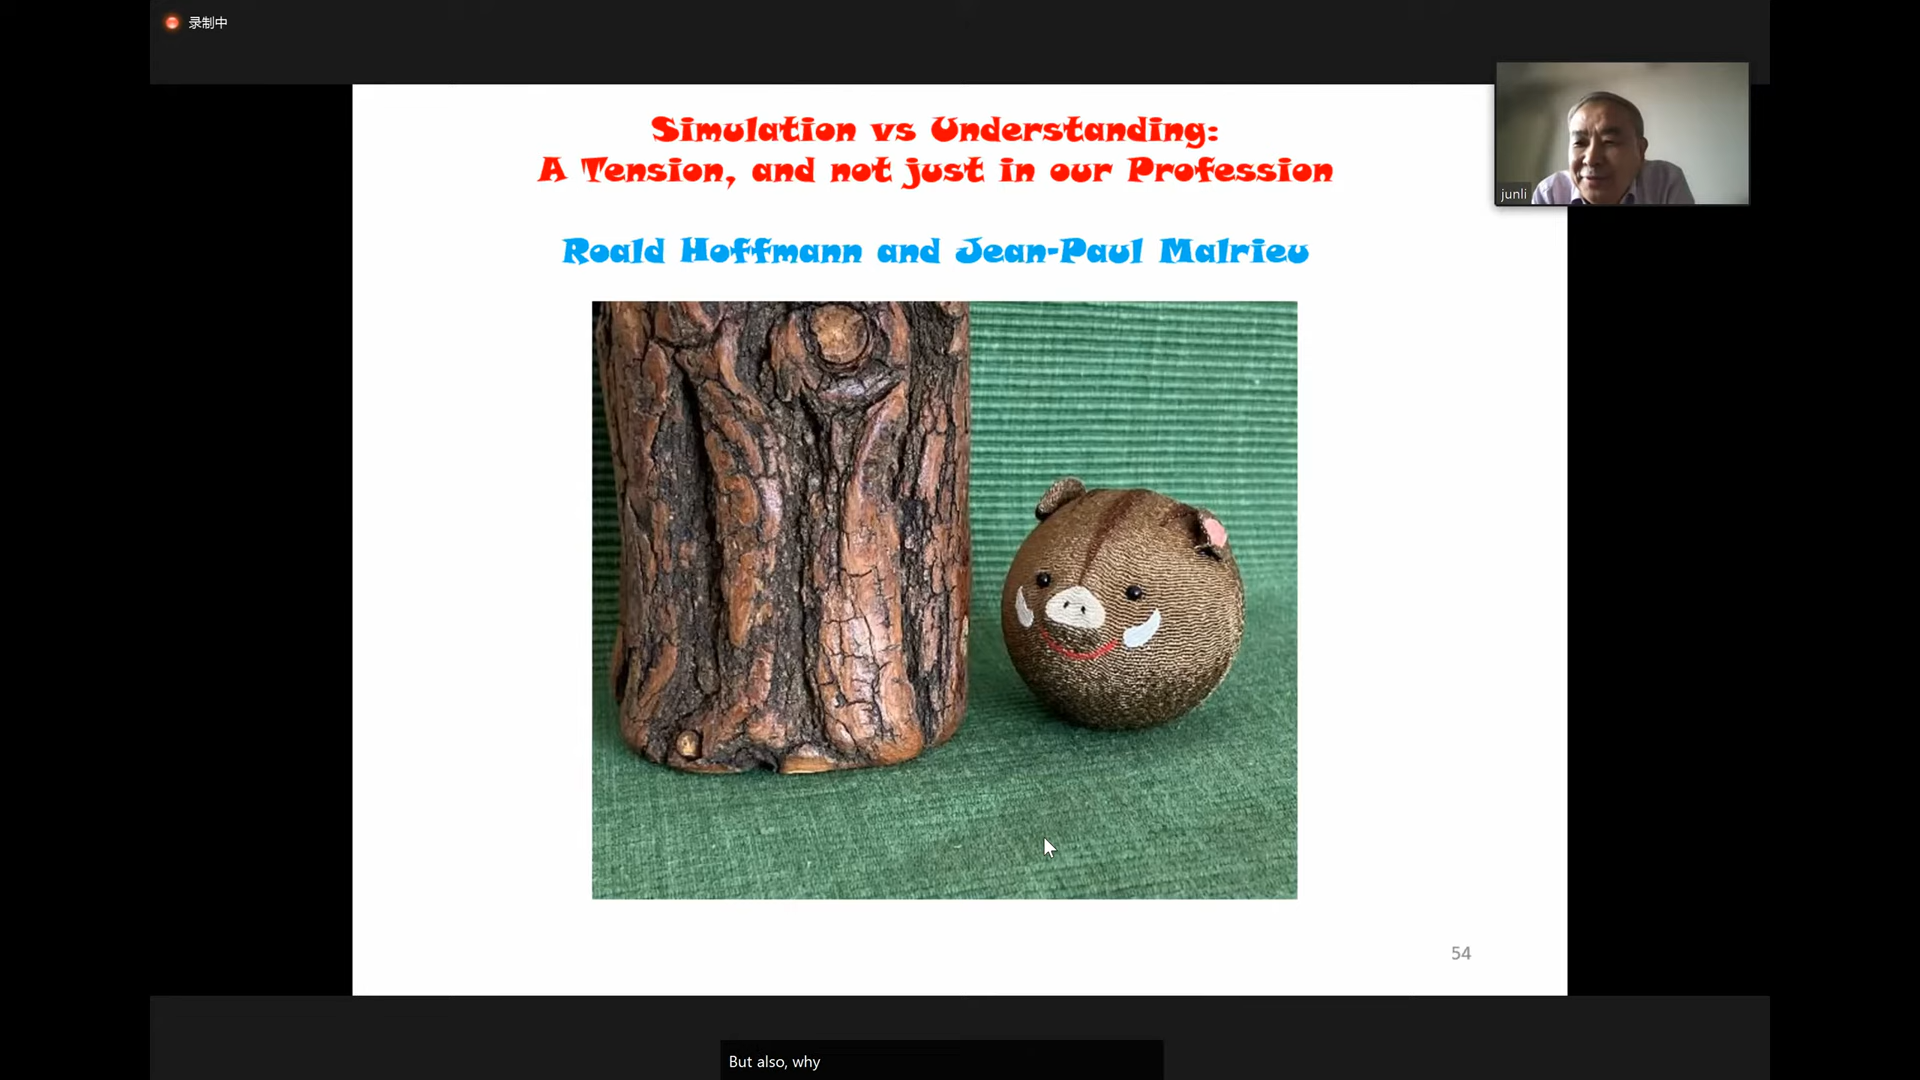 录制中
Simulation vs Understanding:
A Tension, and not just in our Profession
Roald Hoffmann and Jean-Paul Malrieu
junli
54
But also, why